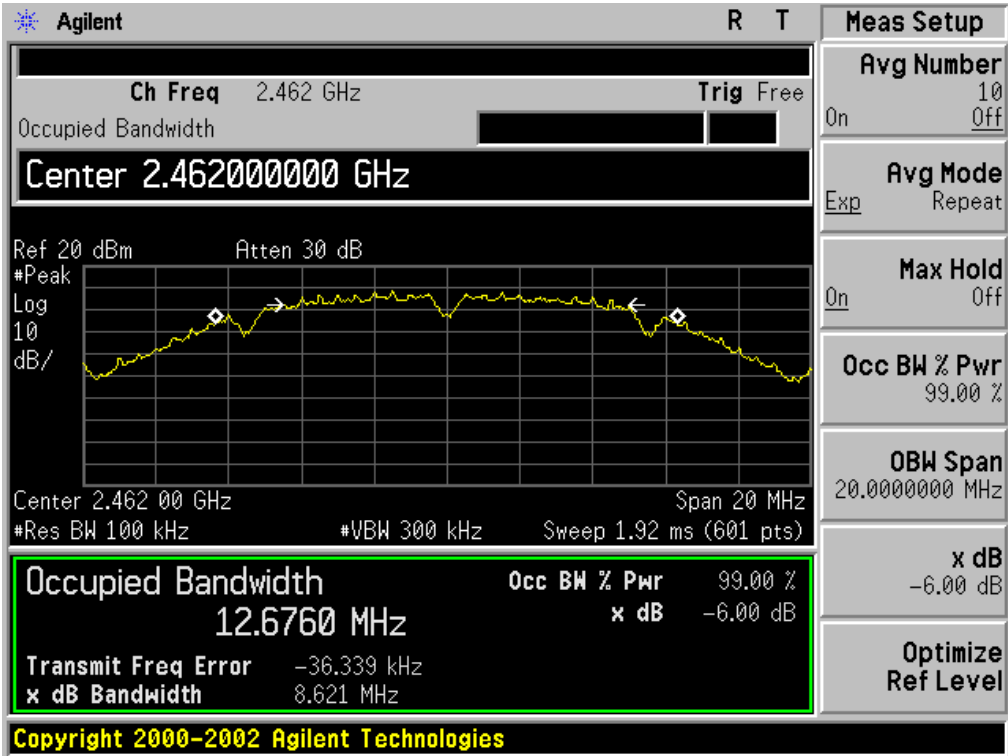 Agilent R T
Ch Freq 2.462 GHz Trig Free
Occupied Bandwidth
Center 2.462000000 GHz
Ref 20 dBm Atten 30 dB
#Peak
Log
10
dB/
Center 2.462 00 GHz Span 20 MHz
#Res BW 100 kHz #VBW 300 kHz Sweep 1.92 ms (601 pts)
Occupied Bandwidth Occ BW % Pwr 99.00 %
12.6760 MHz x dB -6.00 dB
Transmit Freq Error -36.339 kHz
x dB Bandwidth 8.621 MHz
Copyright 2000-2002 Agilent Technologies
Meas Setup
Avg Number
10
On Off
Avg Mode
Exp Repeat
Max Hold
On Off
Occ BW % Pwr
99.00 %
OBW Span
20.0000000 MHz
x dB
-6.00 dB
Optimize
Ref Level